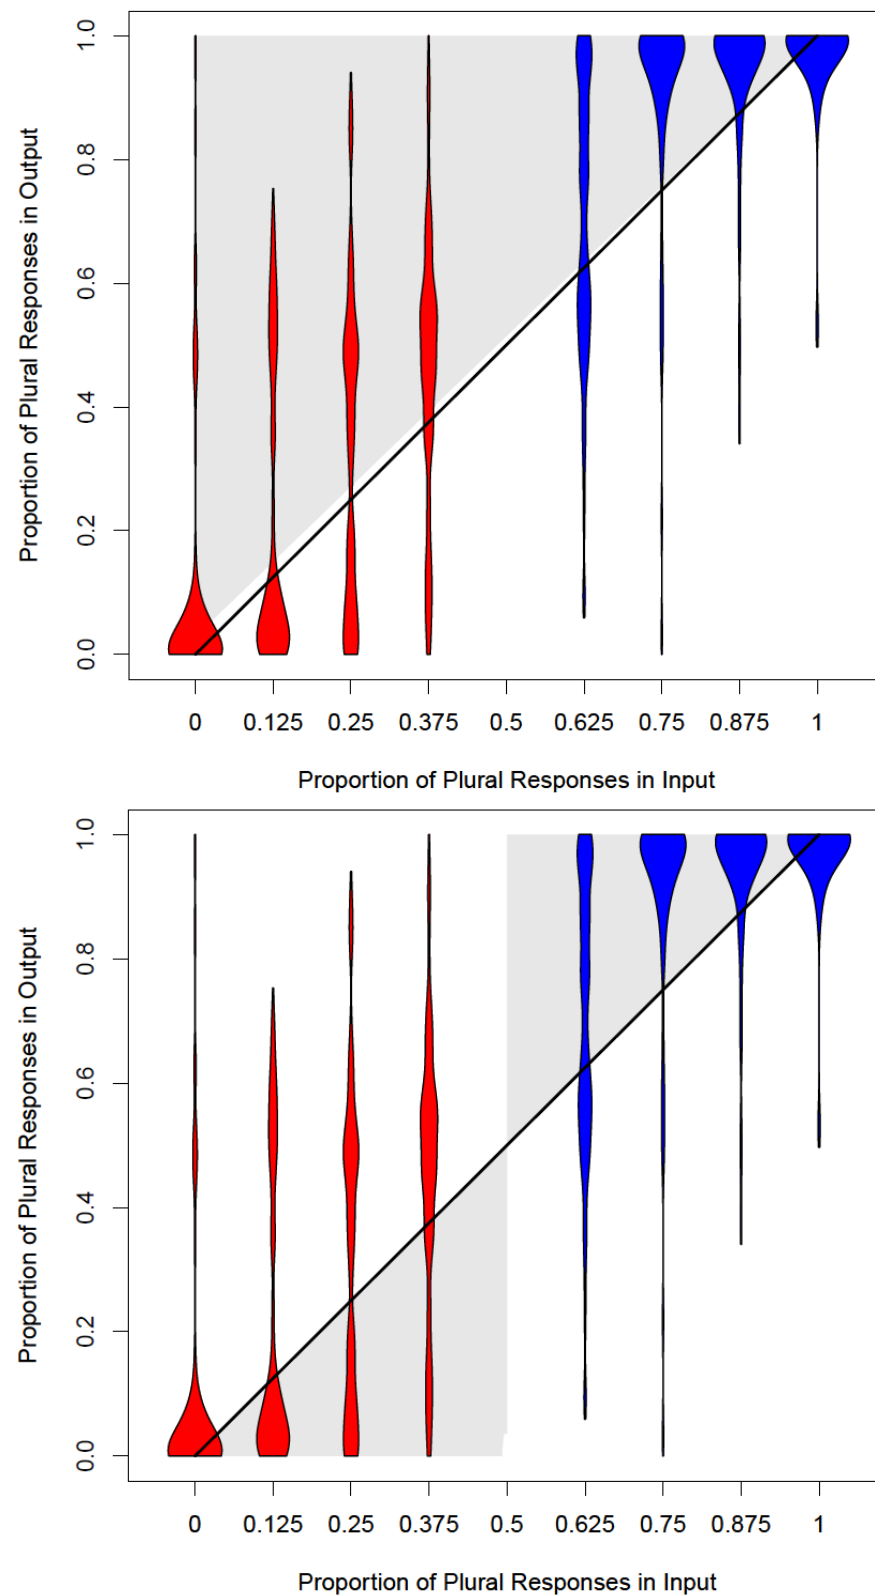 1.0
0.8
0.6
0.4
0.2
0.0
Proportion of Plural Responses in Output
0 0.125 0.25 0.375 0.5 0.625 0.75 0.875 1
Proportion of Plural Responses in Input
1.0
0.8
0.6
0.4
0.2
0.0
Proportion of Plural Responses in Output
0 0.125 0.25 0.375 0.5 0.625 0.75 0.875 1
Proportion of Plural Responses in Input